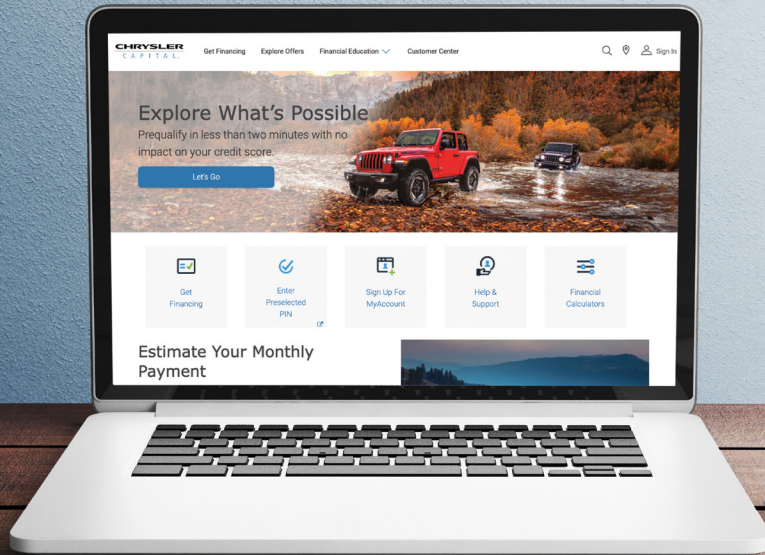 CHRYSLER
CAPITAL
Get Financing
Explore Offers
Financial Education
Customer Center
Sign In
Explore What's Possible
Prequalify in less than two minutes with no
impact on your credit score.
Let's Go
Get
Financing
Enter
Preselected
PIN
Sign Up For
MyAccount
Help &
Support
Financial
Calculators
Estimate Your Monthly
Payment